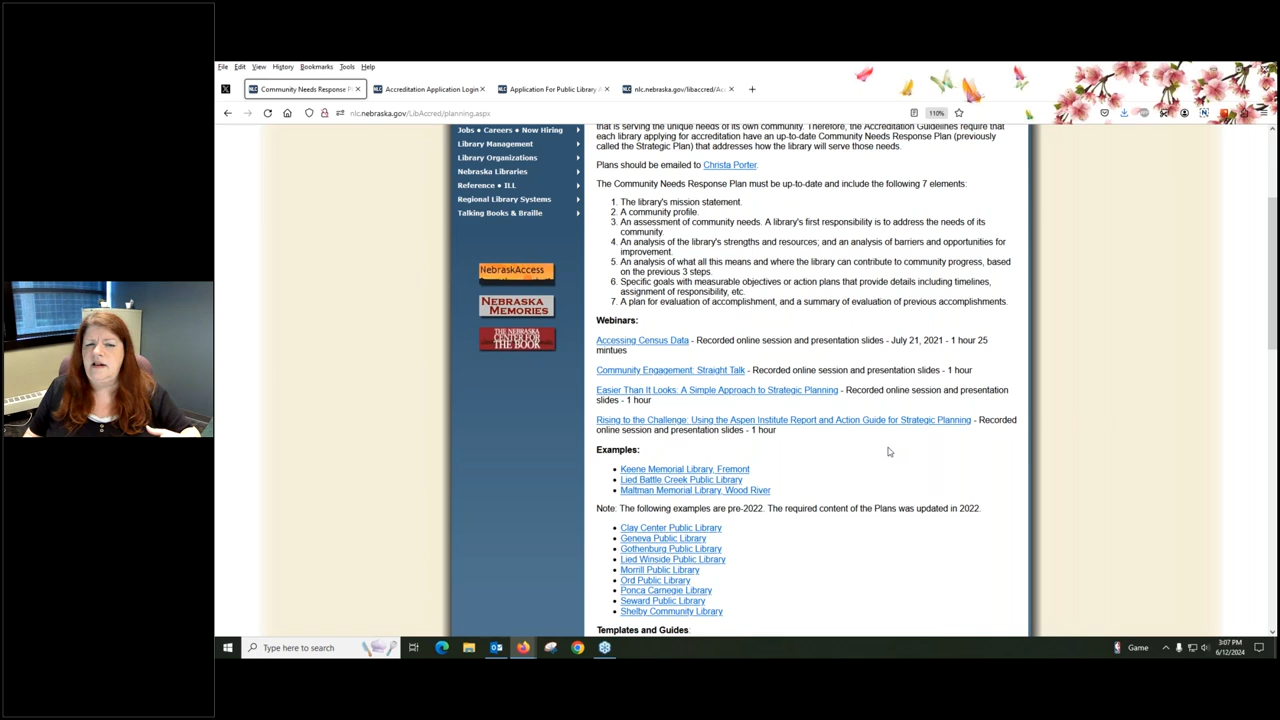 File Edit View History Bookmarks Tools Help
Community Needs Response P
Accreditation Application Login
Application For Public Library A
nlc.nebraska.gov/libaccred/Acc
nlc.nebraska.gov/LibAccred/planning.aspx
110%
Jobs • Careers • Now Hiring
Library Management
Library Organizations
Nebraska Libraries
Reference • ILL
Regional Library Systems
Talking Books & Braille
NebraskAccess
NEBRASKA
MEMORIES
THE NEBRASKA
CENTER FOR
THE BOOK
that is serving the unique needs of its own community. Therefore, the Accreditation Guidelines require that
each library applying for accreditation have an up-to-date Community Needs Response Plan (previously
called the Strategic Plan) that addresses how the library will serve those needs.
Plans should be emailed to Christa Porter.
The Community Needs Response Plan must be up-to-date and include the following 7 elements:
1. The library's mission statement.
2. A community profile.
3. An assessment of community needs. A library's first responsibility is to address the needs of its
community.
4. An analysis of the library's strengths and resources; and an analysis of barriers and opportunities for
improvement.
5. An analysis of what all this means and where the library can contribute to community progress, based
on the previous 3 steps.
6. Specific goals with measurable objectives or action plans that provide details including timelines,
assignment of responsibility, etc.
7. A plan for evaluation of accomplishment, and a summary of evaluation of previous accomplishments.
Webinars:
Accessing Census Data - Recorded online session and presentation slides - July 21, 2021 - 1 hour 25
mintues
Community Engagement: Straight Talk - Recorded online session and presentation slides - 1 hour
Easier Than It Looks: A Simple Approach to Strategic Planning - Recorded online session and presentation
slides - 1 hour
Rising to the Challenge: Using the Aspen Institute Report and Action Guide for Strategic Planning - Recorded
online session and presentation slides - 1 hour
Examples:
• Keene Memorial Library, Fremont
• Lied Battle Creek Public Library
• Maltman Memorial Library, Wood River
Note: The following examples are pre-2022. The required content of the Plans was updated in 2022.
• Clay Center Public Library
• Geneva Public Library
• Gothenburg Public Library
• Lied Winside Public Library
• Morrill Public Library
• Ord Public Library
• Ponca Carnegie Library
• Seward Public Library
• Shelby Community Library
Templates and Guides:
Type here to search
Game
3:07 PM
6/12/2024